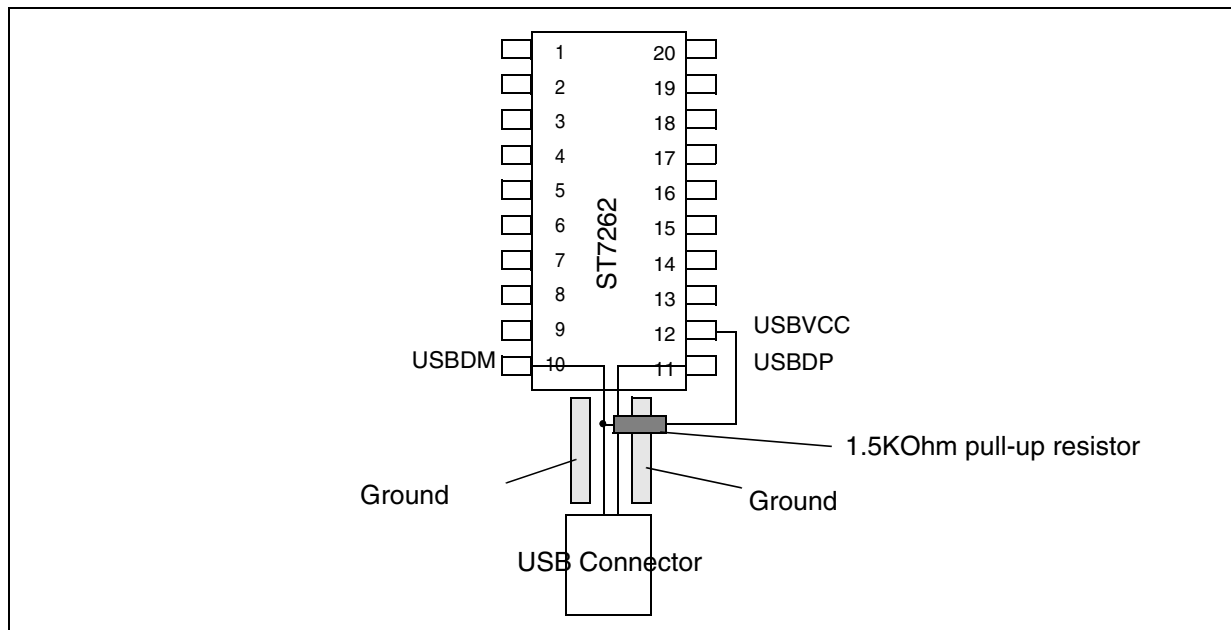 1 20
2 19
3 18
4 17
5 16
6 15
7 14
8 13
ST7262
9 12 USBVCC
USBDM 10 11 USBDP
1.5KOhm pull-up resistor
Ground Ground
USB Connector